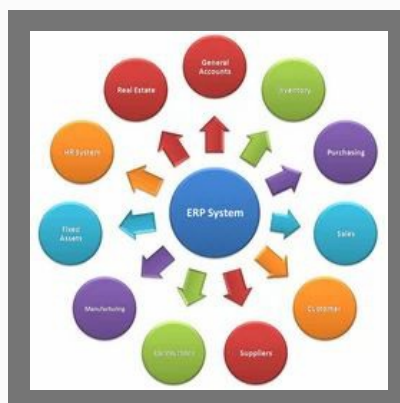 General
Accounts
Inventory
Purchasing
Sales
Customer
Suppliers
Manufacturing
Fixed
Assets
HR System
Real Estate
ERP System